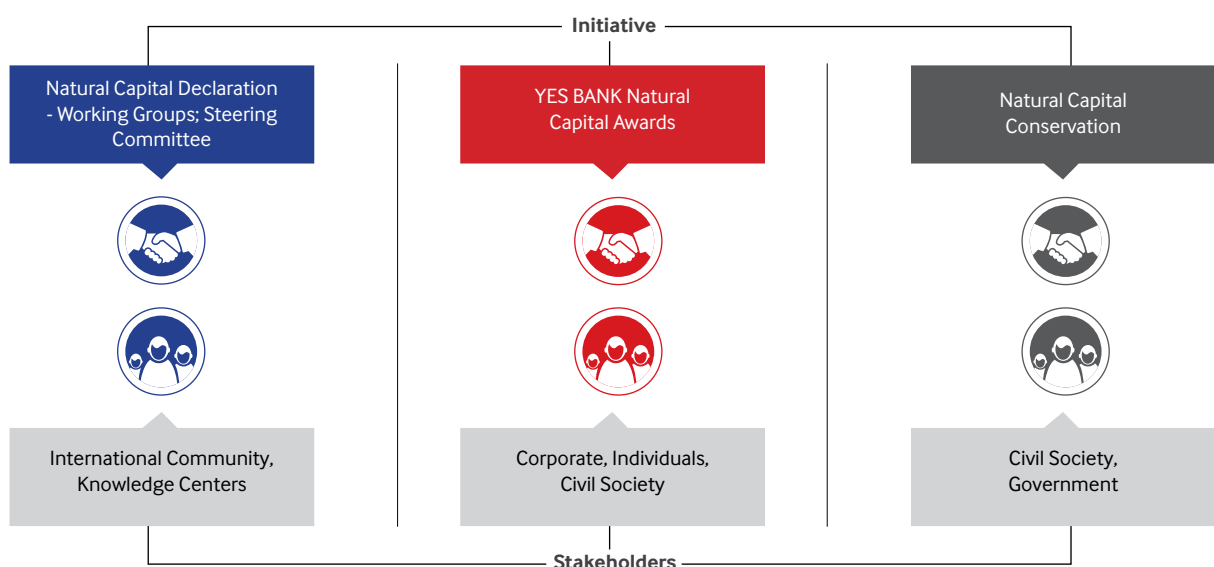 Initiative
Natural Capital Declaration
- Working Groups; Steering
Committee
YES BANK Natural
Capital Awards
Natural Capital
Conservation
International Community,
Knowledge Centers
Corporate, Individuals,
Civil Society
Civil Society,
Government
Stakeholders